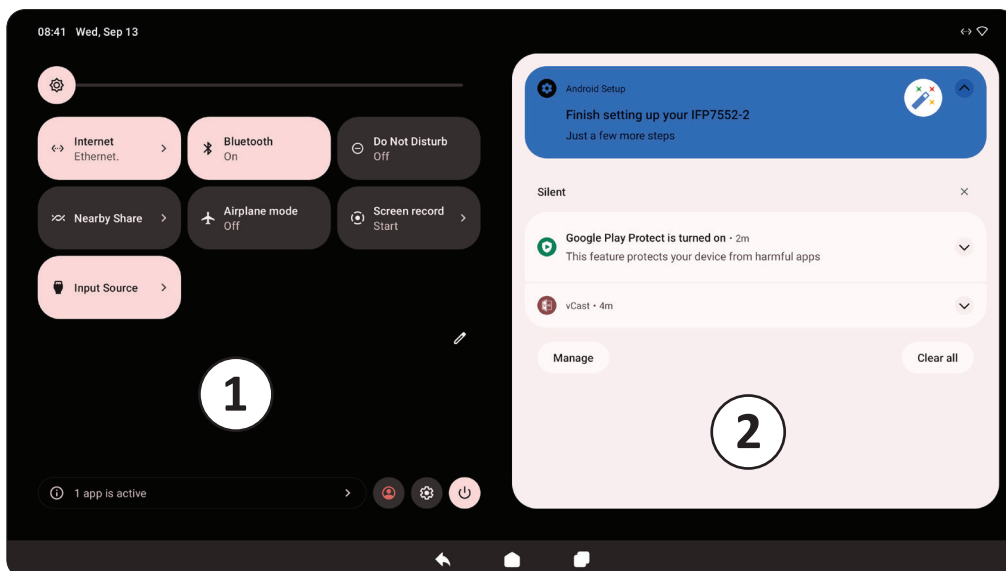 08:41 Wed, Sep 13
Internet
Ethernet.
Bluetooth
On
Do Not Disturb
Off
Nearby Share
Airplane mode
Off
Screen record
Start
Input Source
1
1 app is active
Android Setup
Finish setting up your IFP7552-2
Just a few more steps
Silent
Google Play Protect is turned on • 2m
This feature protects your device from harmful apps
vCast • 4m
Manage
Clear all
2